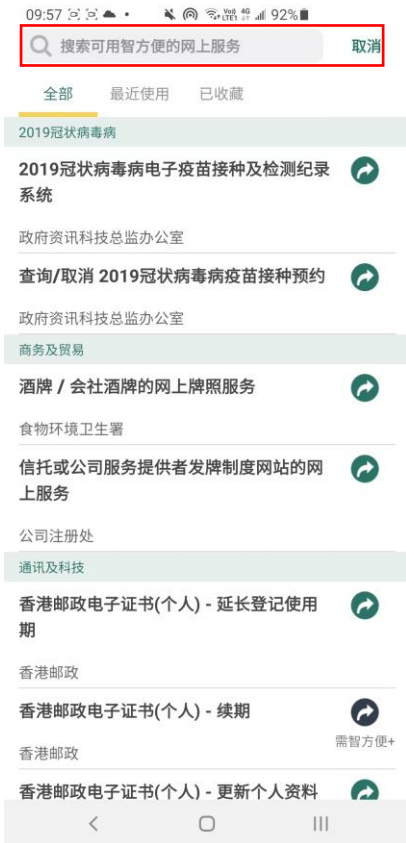 09:57 92%
搜索可用智方便的网上服务 取消
全部 最近使用 已收藏
2019冠状病毒病
2019冠状病毒病电子疫苗接种及检测纪录
系统
政府资讯科技总监办公室
查询/取消 2019冠状病毒病疫苗接种预约
政府资讯科技总监办公室
商务及贸易
酒牌 / 会社酒牌的网上牌照服务
食物环境卫生署
信托或公司服务提供者发牌制度网站的网
上服务
公司注册处
通讯及科技
香港邮政电子证书(个人) - 延长登记使用
期
香港邮政
香港邮政电子证书(个人) - 续期
需智方便+
香港邮政
香港邮政电子证书(个人) - 更新个人资料